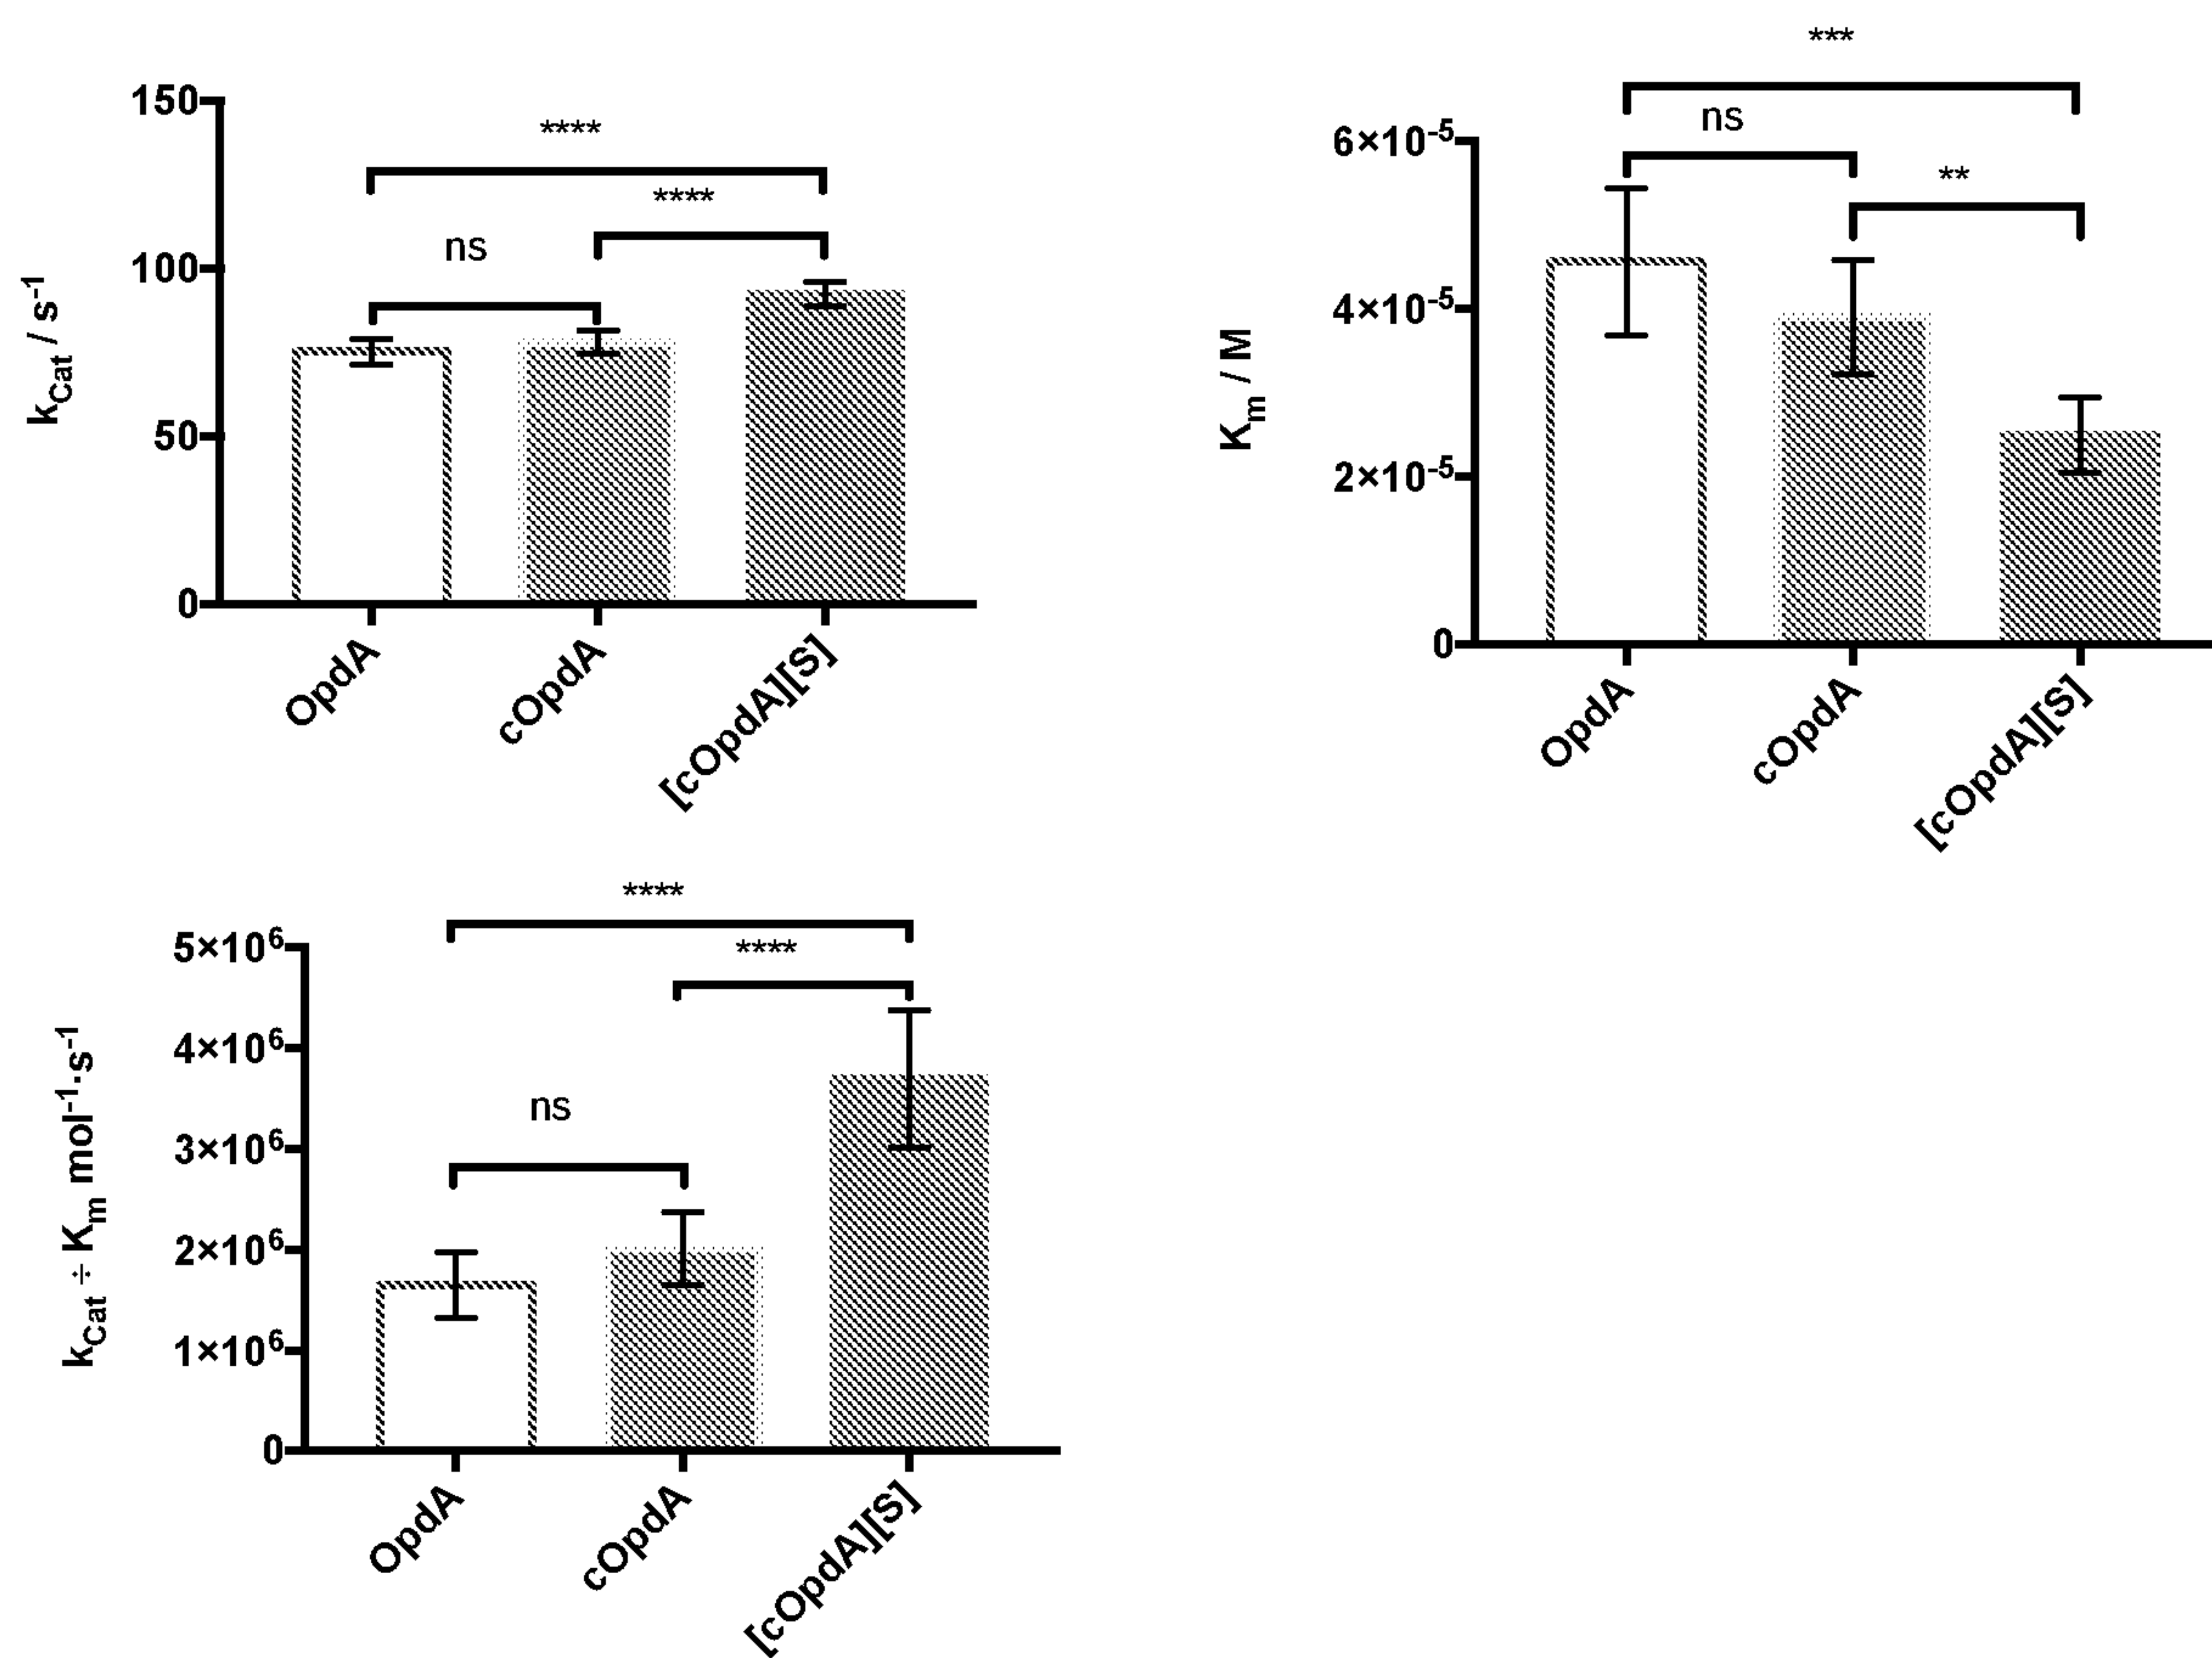 ****
150
****
ns
100
50
0
kCat / s-1
OpdA
cOpdA
[cOpdA][S]
***
ns
6×10-5
**
4×10-5
2×10-5
0
Km / M
OpdA
cOpdA
[cOpdA][S]
****
5×106
****
4×106
ns
3×106
2×106
1×106
0
kCat ÷ Km mol-1·s-1
OpdA
cOpdA
[cOpdA][S]